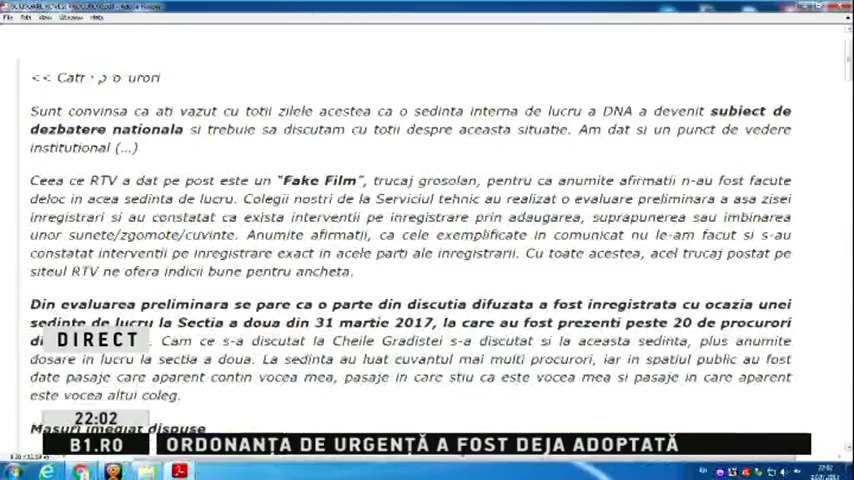 << Catr
Sunt convinsa ca ati vazut cu totii zilele acestea ca o sedinta interna de lucru a DNA a devenit subiect de
dezbatere nationala si trebuie sa discutam cu totii despre aceasta situatie. Am dat si un punct de vedere
institutional (...)
Ceea ce RTV a dat pe post este un "Fake Film", trucaj grosolan, pentru ca anumite afirmatii n-au fost facute
deloc in acea sedinta de lucru. Colegii nostri de la Serviciul tehnic au realizat o evaluare preliminara a asa zisei
inregistrari si au constatat ca exista interventii pe inregistrare prin adaugarea, suprapunerea sau imbinarea
unor sunete/zgomote/cuvinte. Anumite afirmatii, ca cele exemplificate in comunicat nu le-am facut si s-au
constatat interventii pe inregistrare exact in acele parti ale inregistrarii. Cu toate acestea, acel trucaj postat pe
siteul RTV ne ofera indicii bune pentru ancheta.
Din evaluarea preliminara se pare ca o parte din discutia difuzata a fost inregistrata cu ocazia unei
sedinte de lucru la Sectia a doua din 31 martie 2017, la care au fost prezenti peste 20 de procurori
Cam ce s-a discutat la Cheile Gradistei s-a discutat si la aceasta sedinta, plus anumite
DIRECT
dosare in lucru la sectia a doua. La sedinta au luat cuvantul mai multi procurori, iar in spatiul public au fost
date pasaje care aparent contin vocea mea, pasaje in care stiu ca este vocea mea si pasaje in care aparent
este vocea altui coleg.
Masuri imediat dispuse
22:02
B1.RO ORDONANȚA DE URGENȚĂ A FOST DEJA ADOPTATĂ